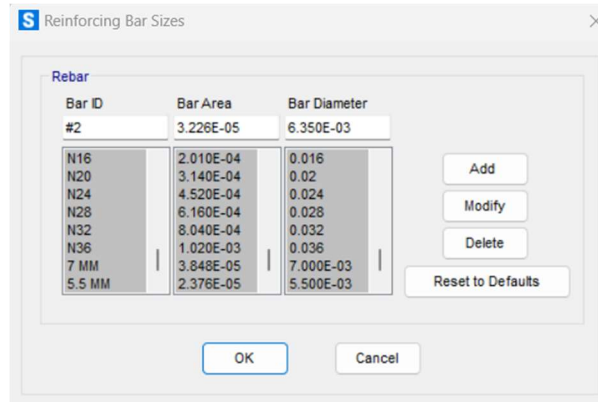 S Reinforcing Bar Sizes
Rebar
Bar ID Bar Area Bar Diameter
#2 3.226E-05 6.350E-03
N16 2.010E-04 0.016
N20 3.140E-04 0.02
N24 4.520E-04 0.024
N28 6.160E-04 0.028
N32 8.040E-04 0.032
N36 1.020E-03 0.036
7 MM 3.848E-05 7.000E-03
5.5 MM 2.376E-05 5.500E-03
Add
Modify
Delete
Reset to Defaults
OK Cancel